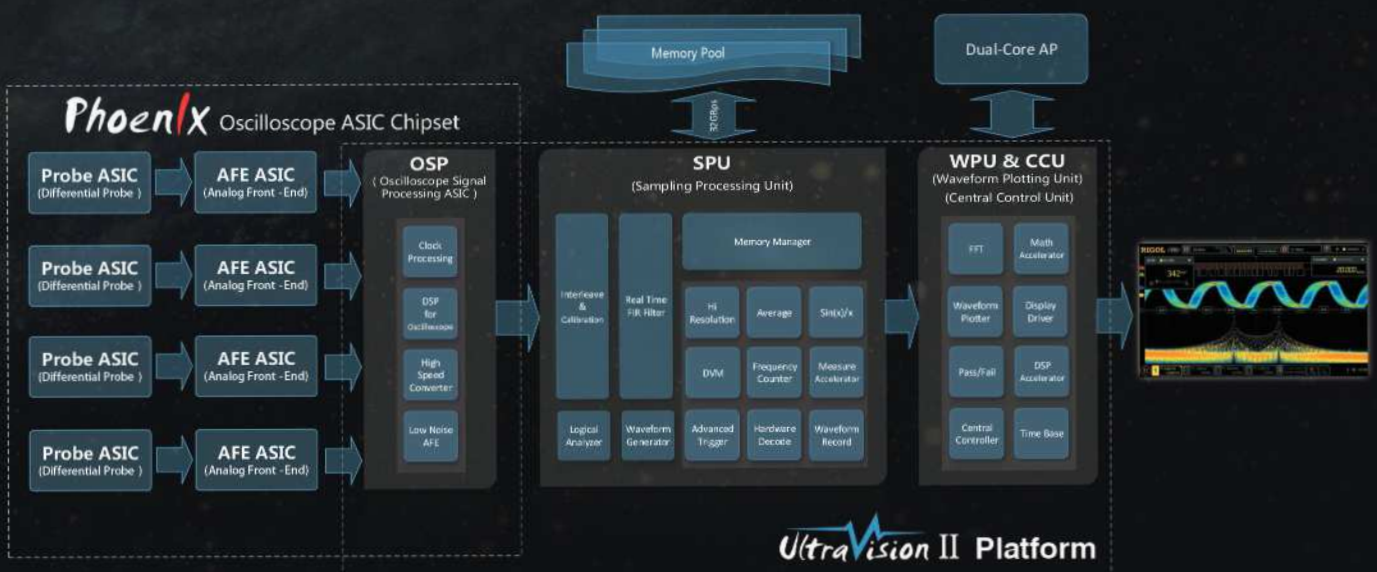 Memory Pool
Dual-Core AP
32GBps
Phoenix Oscilloscope ASIC Chipset
Probe ASIC
(Differential Probe )
AFE ASIC
(Analog Front -End)
Probe ASIC
(Differential Probe )
AFE ASIC
(Analog Front -End)
Probe ASIC
(Differential Probe )
AFE ASIC
(Analog Front -End)
Probe ASIC
(Differential Probe )
AFE ASIC
(Analog Front -End)
OSP
( Oscilloscope Signal
Processing ASIC )
Clock
Processing
DSP
for
Oscilloscope
High
Speed
Converter
Low Noise
AFE
SPU
(Sampling Processing Unit)
Interleave
&
Calibration
Real Time
FIR Filter
Memory Manager
Hi
Resolution
Average
Sin(x)/x
DVM
Frequency
Counter
Measure
Accelerator
Logical
Analyzer
Waveform
Generator
Advanced
Trigger
Hardware
Decode
Waveform
Record
WPU & CCU
(Waveform Plotting Unit)
(Central Control Unit)
FFT
Math
Accelerator
Waveform
Plotter
Display
Driver
Pass/Fail
DSP
Accelerator
Central
Controller
Time Base
RIGOL
342
UltraVision II Platform